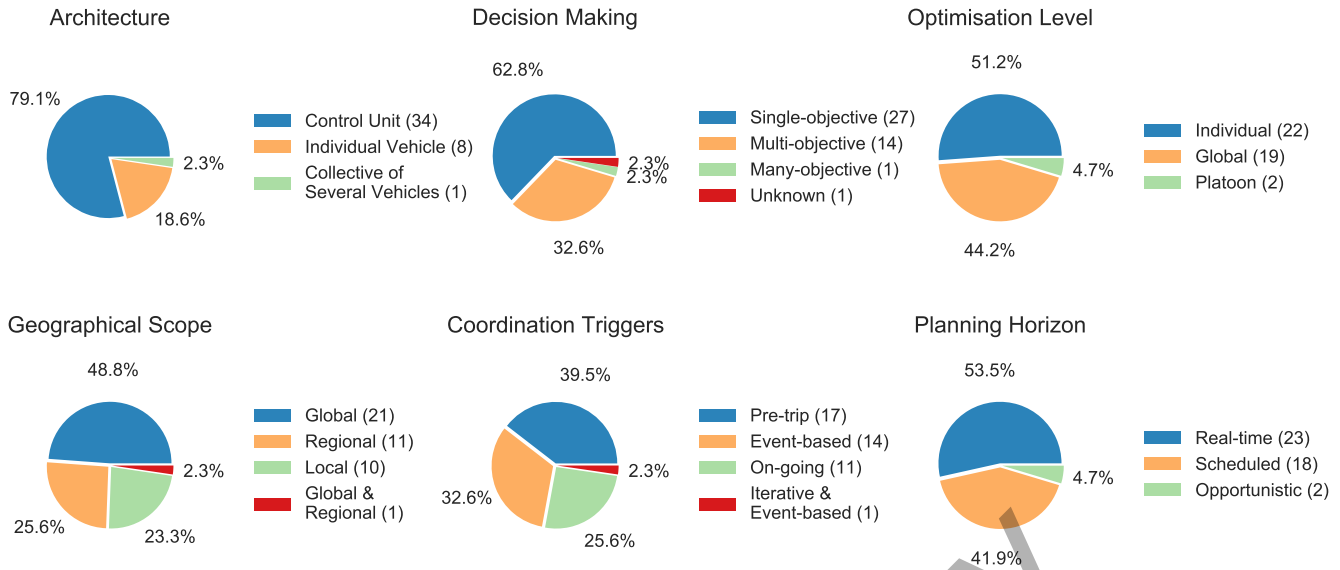 Architecture
79.1%
2.3%
18.6%
Control Unit (34)
Individual Vehicle (8)
Collective of
Several Vehicles (1)
Decision Making
62.8%
2.3%
2.3%
32.6%
Single-objective (27)
Multi-objective (14)
Many-objective (1)
Unknown (1)
Optimisation Level
51.2%
4.7%
44.2%
Individual (22)
Global (19)
Platoon (2)
Geographical Scope
48.8%
2.3%
25.6%
23.3%
Global (21)
Regional (11)
Local (10)
Global &
Regional (1)
Coordination Triggers
39.5%
2.3%
32.6%
25.6%
Pre-trip (17)
Event-based (14)
On-going (11)
Iterative &
Event-based (1)
Planning Horizon
53.5%
4.7%
41.9%
Real-time (23)
Scheduled (18)
Opportunistic (2)